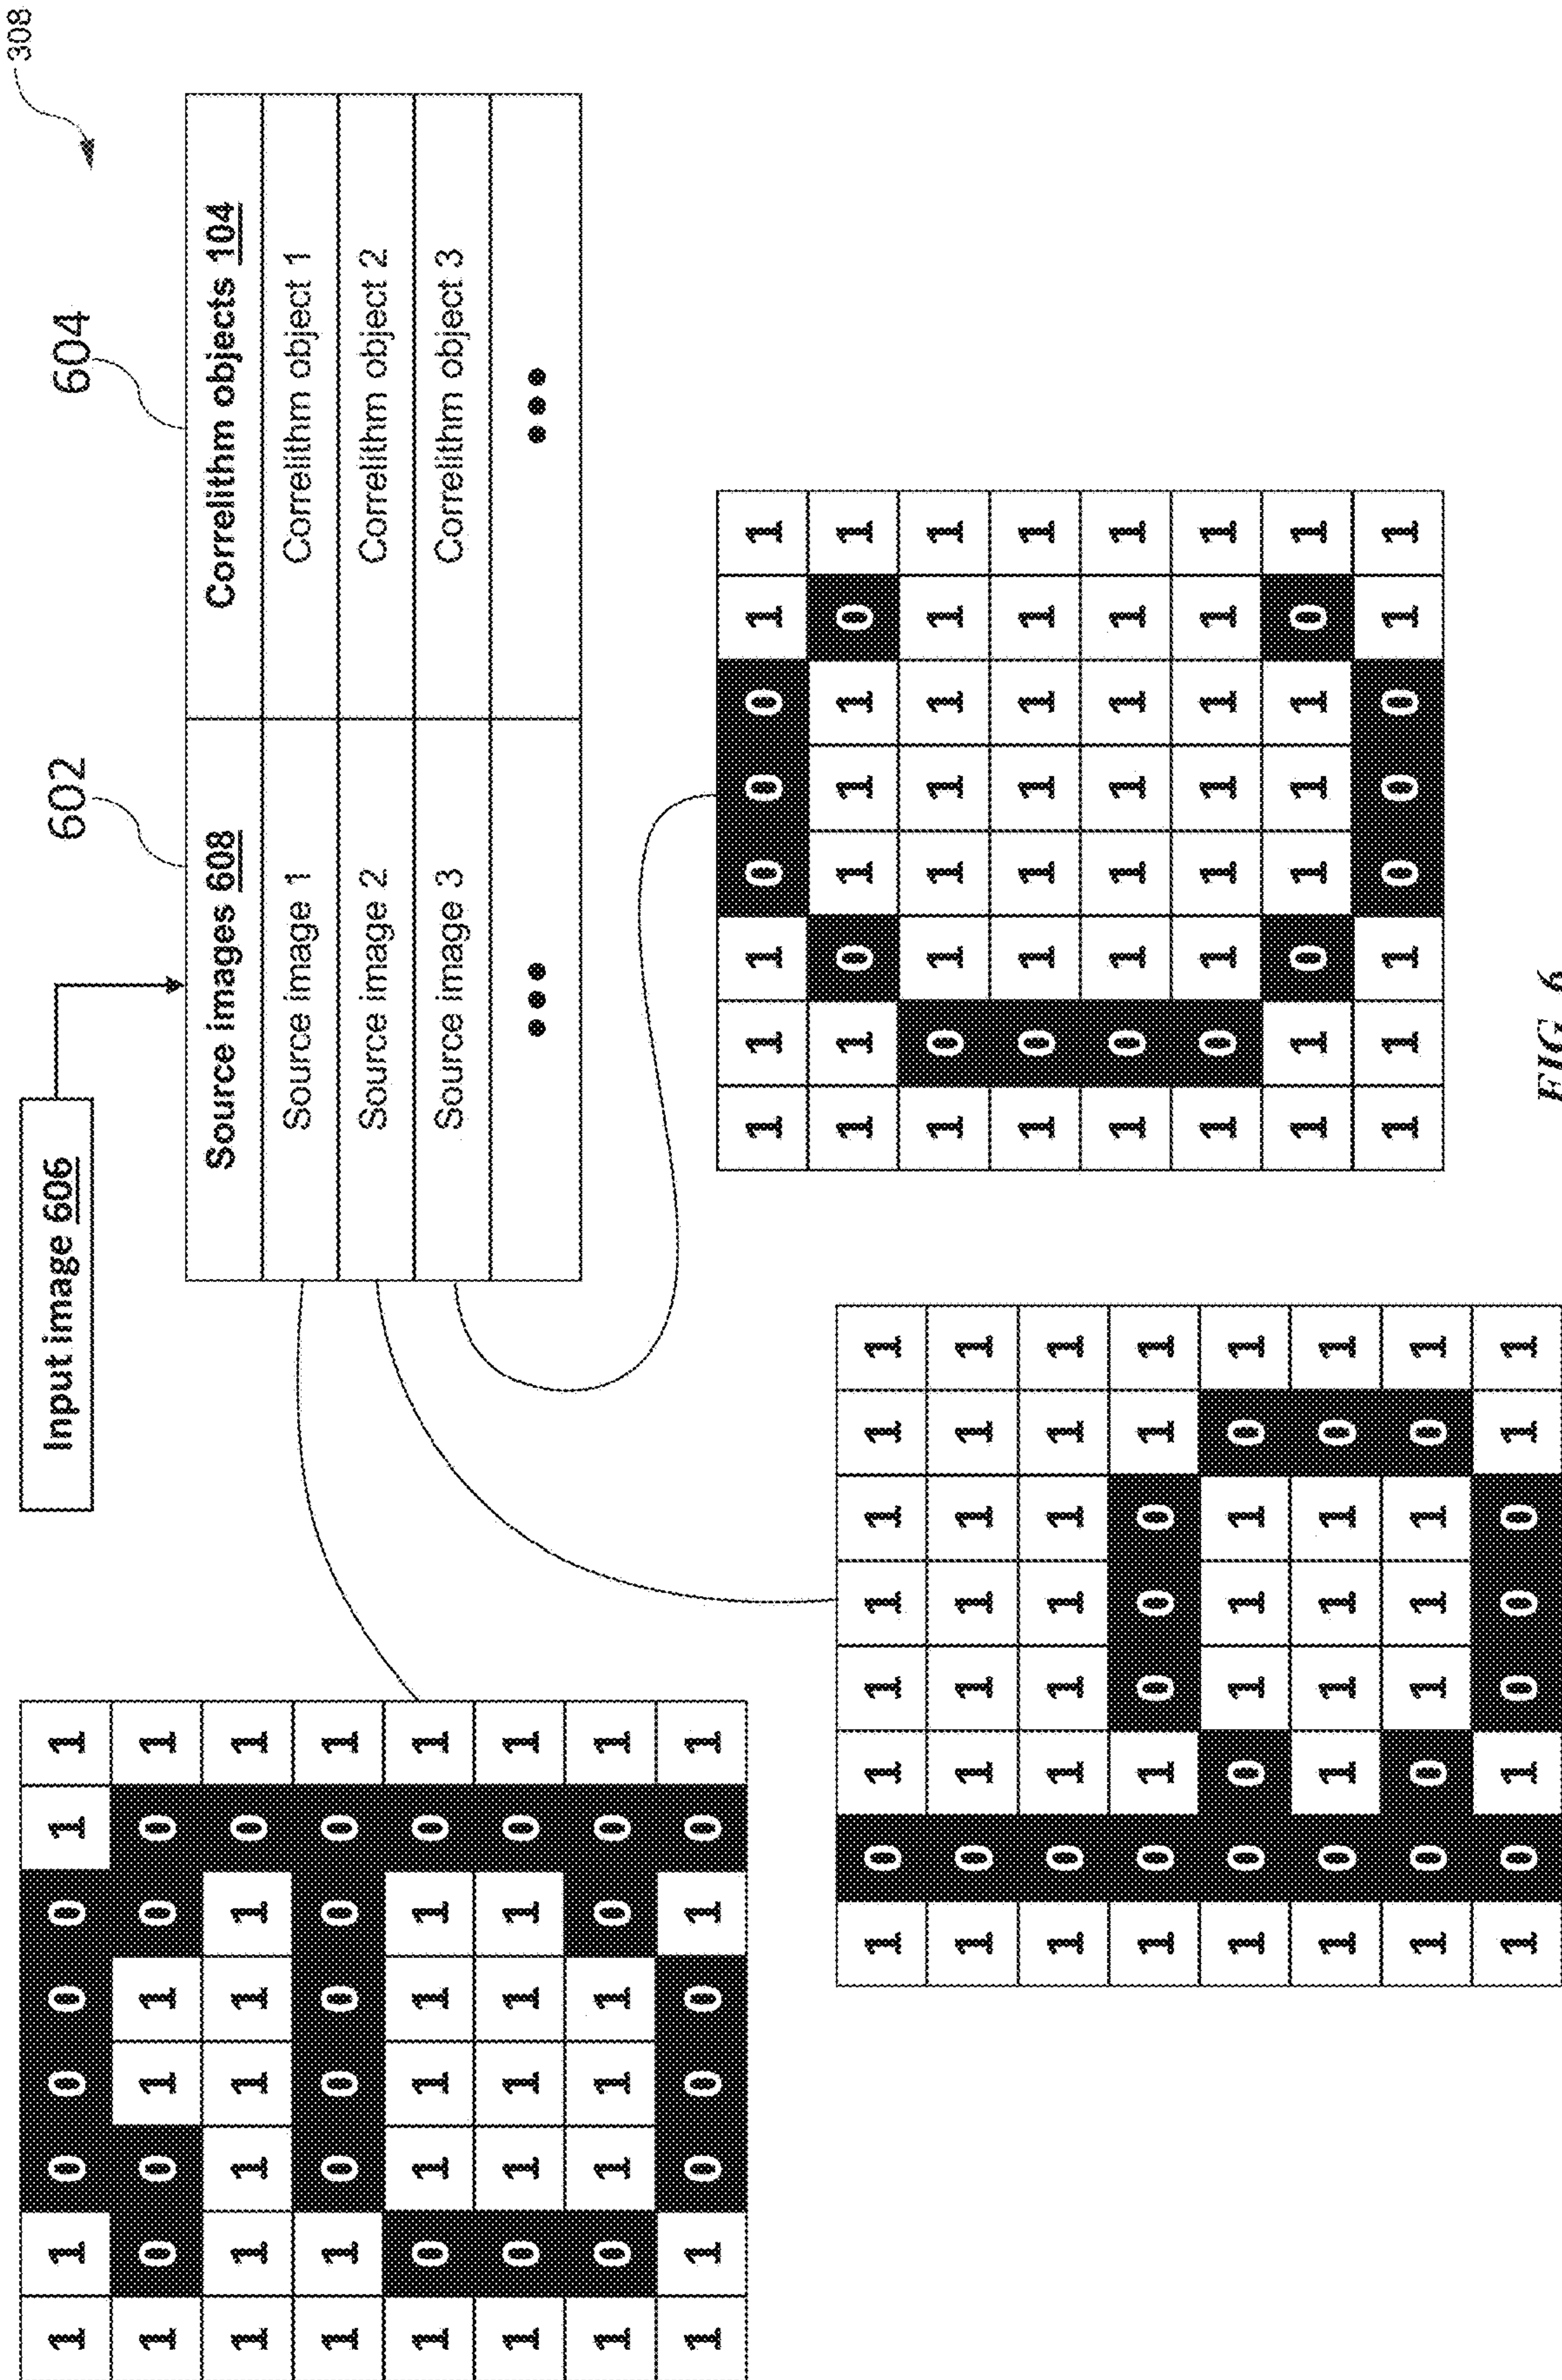 308
Input image 606
602
604
Source images 608
Correlithm objects 104
Source image 1
Correlithm object 1
Source image 2
Correlithm object 2
Source image 3
Correlithm object 3
•••
•••
1 1 0 0 0 0 1 1
1 0 0 1 1 0 0 1
1 1 1 1 1 1 0 1
1 1 0 0 0 0 0 1
1 0 1 1 1 1 0 1
1 0 1 1 1 1 0 1
1 0 1 1 1 0 0 1
1 1 0 0 0 1 0 1
1 0 1 1 1 1 1 1
1 0 1 1 1 1 1 1
1 0 1 1 1 1 1 1
1 0 1 0 0 0 1 1
1 0 0 1 1 1 0 1
1 0 1 1 1 1 0 1
1 0 0 1 1 1 0 1
1 0 1 0 0 0 1 1
1 1 1 0 0 0 1 1
1 1 0 1 1 1 0 1
1 0 1 1 1 1 1 1
1 0 1 1 1 1 1 1
1 0 1 1 1 1 1 1
1 0 1 1 1 1 1 1
1 1 0 1 1 1 0 1
1 1 1 0 0 0 1 1
FIG. 6